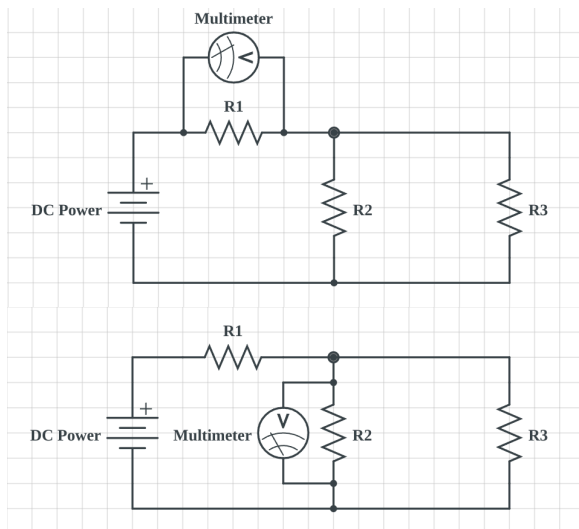 Multimeter
V
R1
+
DC Power
R2
R3
R1
+
DC Power
Multimeter
V
R2
R3